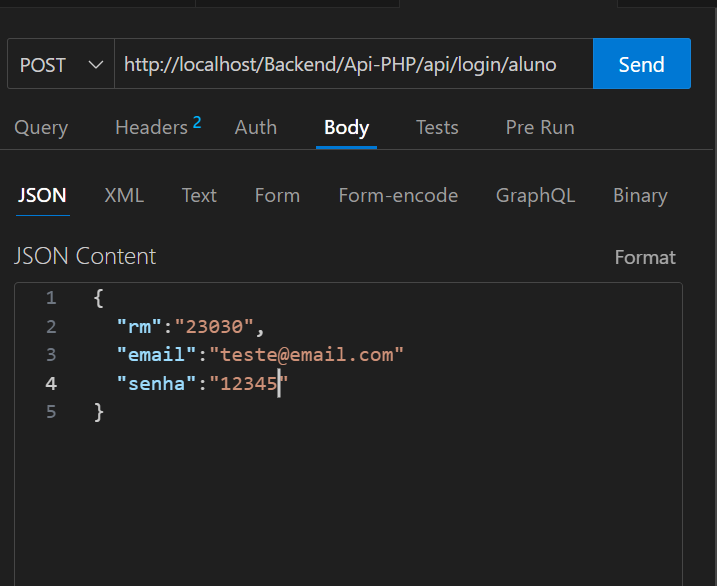 POST http://localhost/Backend/Api-PHP/api/login/aluno Send
Query Headers 2 Auth Body Tests Pre Run
JSON XML Text Form Form-encode GraphQL Binary
JSON Content Format
1 {
2 "rm":"23030",
3 "email":"teste@email.com"
4 "senha":"12345"
5 }